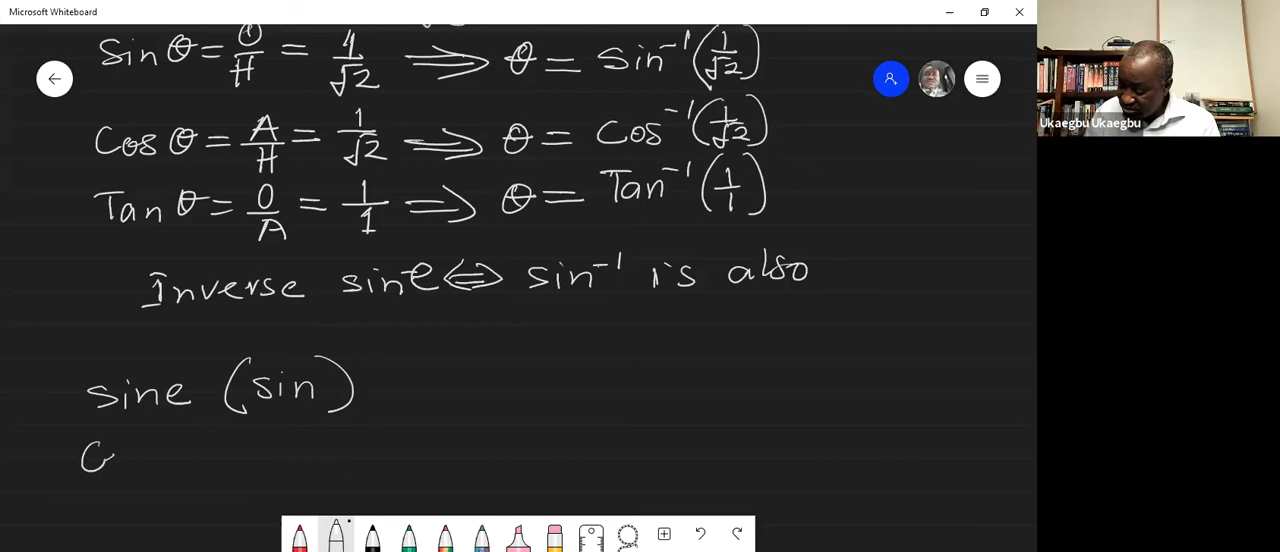 Microsoft Whiteboard
Sin θ = O/H = 1/√2 ⟹ θ = Sin⁻¹(1/√2)
Cos θ = A/H = 1/√2 ⟹ θ = Cos⁻¹(1/√2)
Tan θ = O/A = 1/1 ⟹ θ = Tan⁻¹(1/1)
Inverse sine ⟺ sin⁻¹ is also
sine (sin)
Ukaegbu Ukaegbu